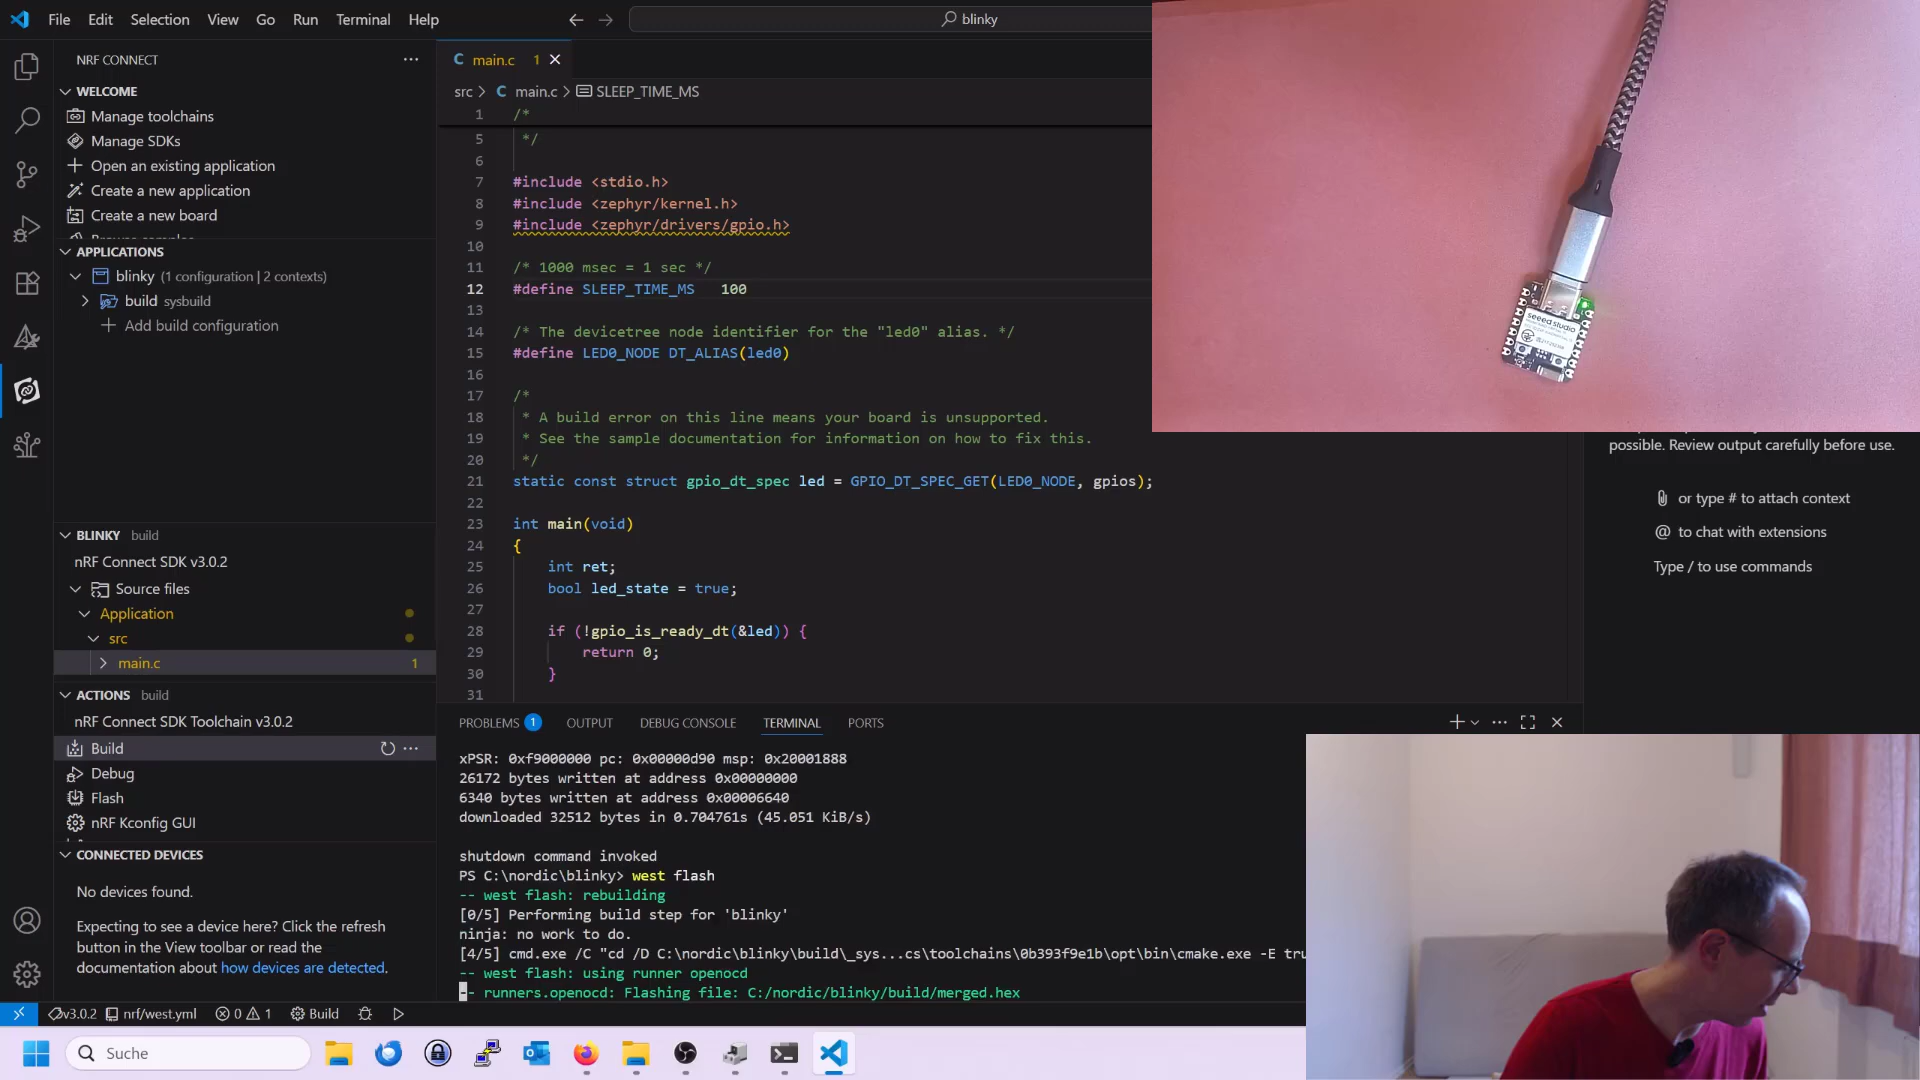 File Edit Selection View Go Run Terminal Help
blinky
NRF CONNECT
WELCOME
Manage toolchains
Manage SDKs
Open an existing application
Create a new application
Create a new board
Browse samples
APPLICATIONS
blinky (1 configuration | 2 contexts)
build sysbuild
Add build configuration
BLINKY build
nRF Connect SDK v3.0.2
Source files
Application
src
main.c 1
ACTIONS build
nRF Connect SDK Toolchain v3.0.2
Build
Debug
Flash
nRF Kconfig GUI
CONNECTED DEVICES
No devices found.
Expecting to see a device here? Click the refresh
button in the View toolbar or read the
documentation about how devices are detected.
main.c 1
src > C main.c > SLEEP_TIME_MS
1 /*
5 */
6
7 #include <stdio.h>
8 #include <zephyr/kernel.h>
9 #include <zephyr/drivers/gpio.h>
10
11 /* 1000 msec = 1 sec */
12 #define SLEEP_TIME_MS 100
13
14 /* The devicetree node identifier for the "led0" alias. */
15 #define LED0_NODE DT_ALIAS(led0)
16
17 /*
18 * A build error on this line means your board is unsupported.
19 * See the sample documentation for information on how to fix this.
20 */
21 static const struct gpio_dt_spec led = GPIO_DT_SPEC_GET(LED0_NODE, gpios);
22
23 int main(void)
24 {
25 int ret;
26 bool led_state = true;
27
28 if (!gpio_is_ready_dt(&led)) {
29 return 0;
30 }
31
PROBLEMS 1 OUTPUT DEBUG CONSOLE TERMINAL PORTS
xPSR: 0xf9000000 pc: 0x00000d90 msp: 0x20001888
26172 bytes written at address 0x00000000
6340 bytes written at address 0x00006640
downloaded 32512 bytes in 0.704761s (45.051 KiB/s)
shutdown command invoked
PS C:\nordic\blinky> west flash
-- west flash: rebuilding
[0/5] Performing build step for 'blinky'
ninja: no work to do.
[4/5] cmd.exe /C "cd /D C:\nordic\blinky\build\_sys...cs\toolchains\0b393f9e1b\opt\bin\cmake.exe -E tru
-- west flash: using runner openocd
-- runners.openocd: Flashing file: C:/nordic/blinky/build/merged.hex
seeed studio
possible. Review output carefully before use.
or type # to attach context
@ to chat with extensions
Type / to use commands
v3.0.2 nrf/west.yml 0 1 Build
Suche